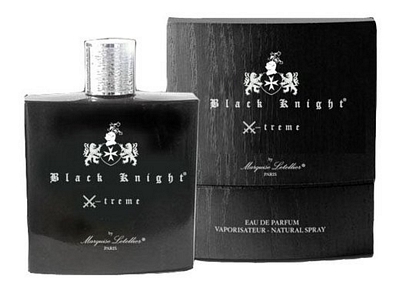 Black Knight®
X-treme
by
Marquise Letellier®
PARIS
Black Knight®
X-treme
by
Marquise Letellier®
PARIS
EAU DE PARFUM
VAPORISATEUR - NATURAL SPRAY